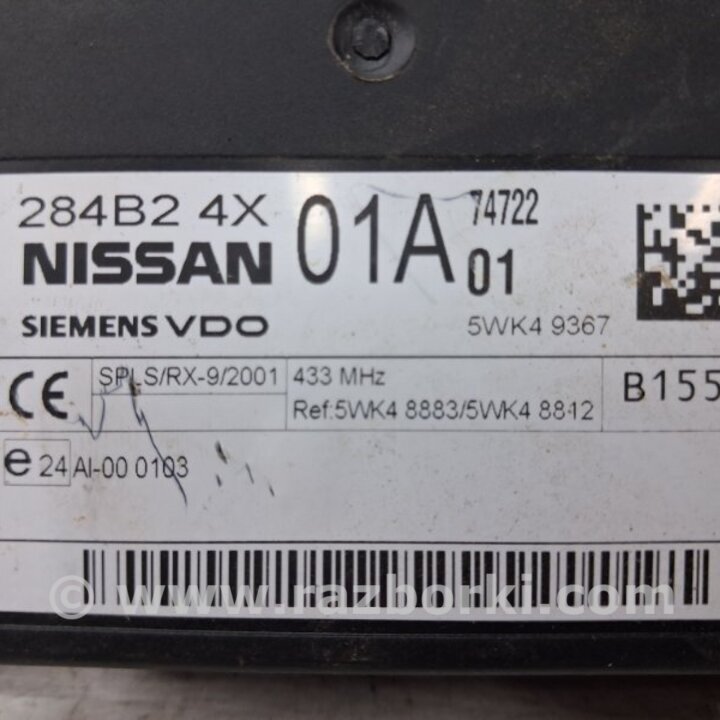 284B2 4X 01A 74722
NISSAN 01
SIEMENS VDO 5WK4 9367
CE SPLS/RX-9/2001 433 MHz B155
Ref:5WK4 8883/5WK4 8812
e 24 AI-00 0103
© www.razborki.com